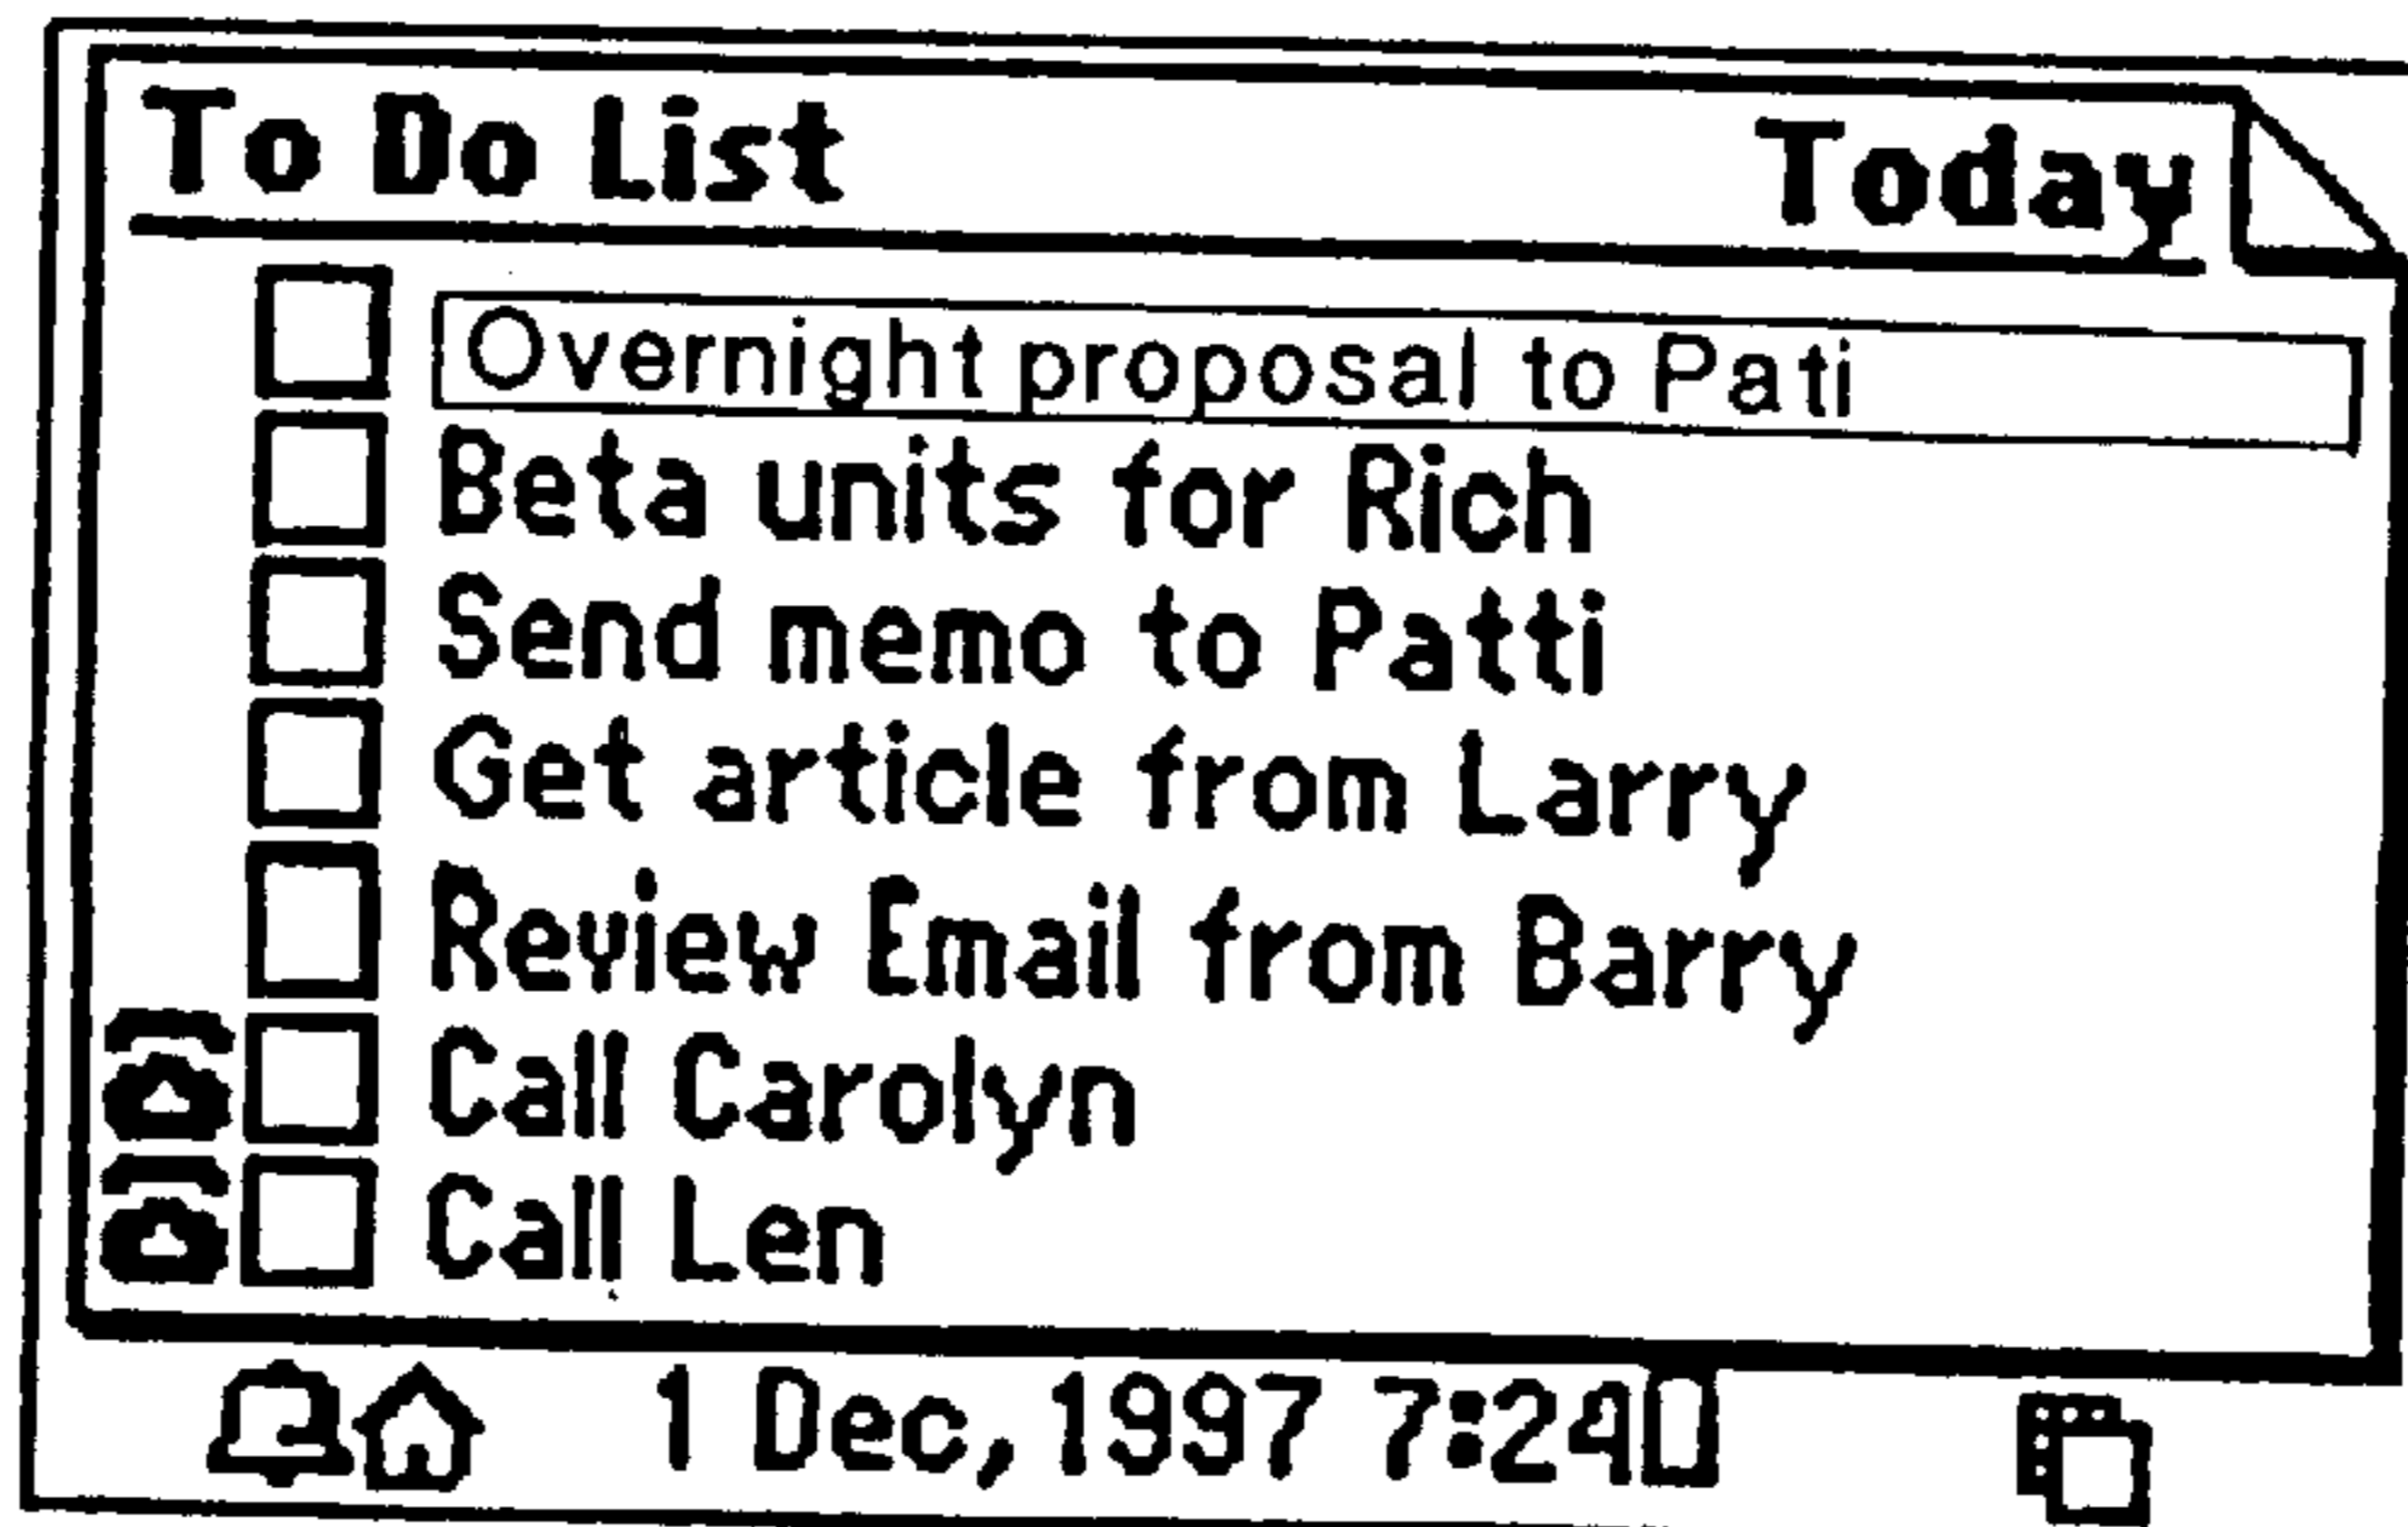 To Do List Today
Overnight proposal to Pati
Beta units for Rich
Send memo to Patti
Get article from Larry
Review Email from Barry
Call Carolyn
Call Len
1 Dec,1997 7:24